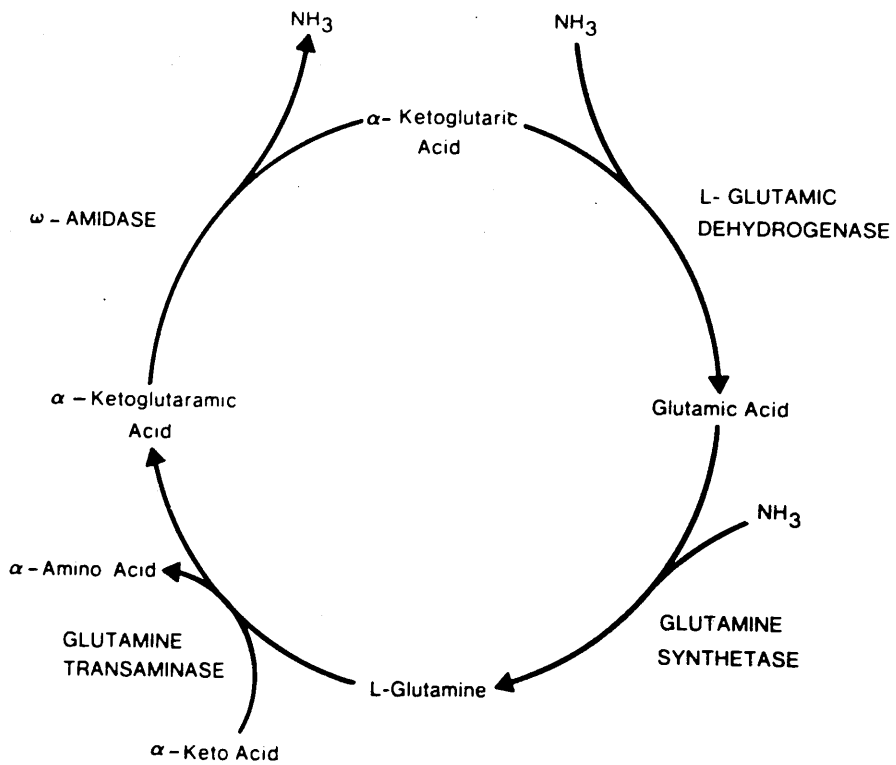 NH3
NH3
α- Ketoglutaric
Acid
ω - AMIDASE
L- GLUTAMIC
DEHYDROGENASE
α - Ketoglutaramic
Acid
Glutamic Acid
NH3
α-Amino Acid
GLUTAMINE
TRANSAMINASE
GLUTAMINE
SYNTHETASE
L-Glutamine
α-Keto Acid